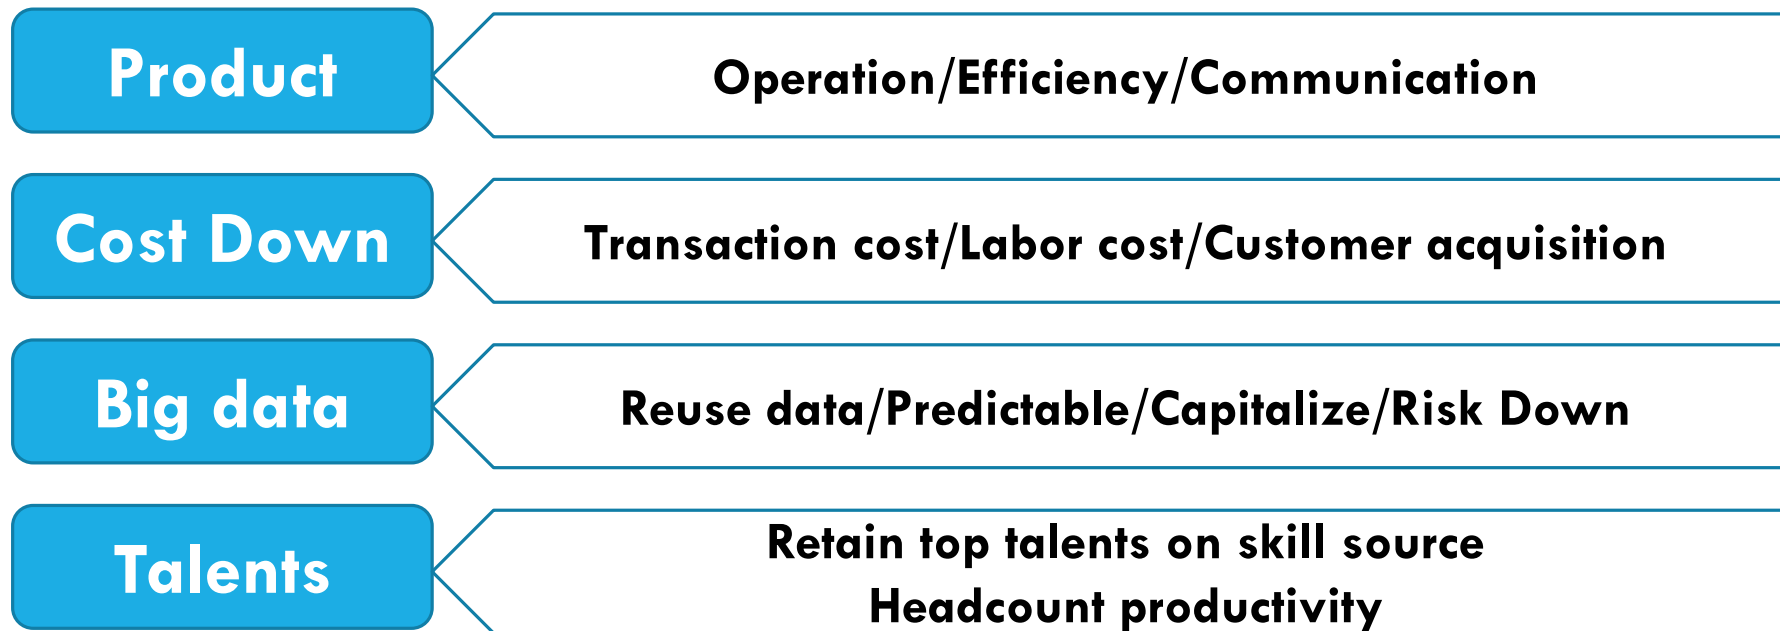 Product
Operation/Efficiency/Communication
Cost Down
Transaction cost/Labor cost/Customer acquisition
Big data
Reuse data/Predictable/Capitalize/Risk Down
Talents
Retain top talents on skill source
Headcount productivity